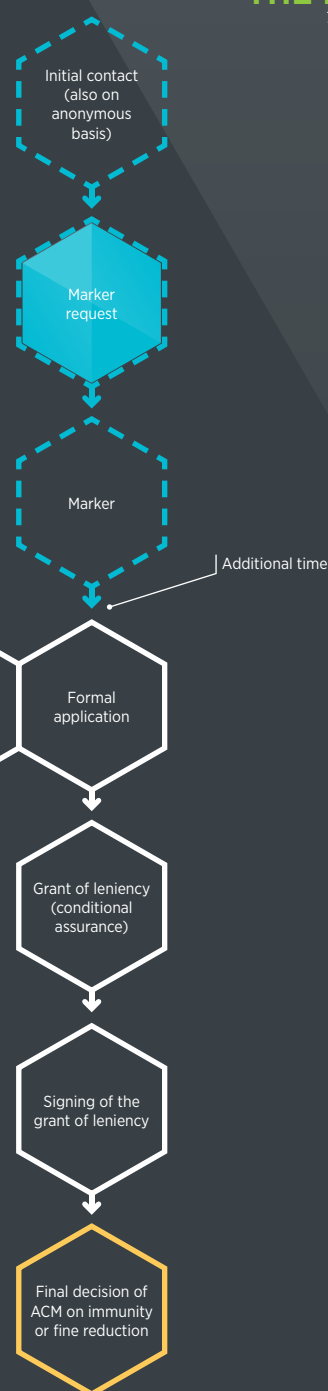 Initial contact
(also on
anonymous
basis)
Marker
request
Marker
Additional time
Formal
application
Grant of leniency
(conditional
assurance)
Signing of the
grant of leniency
Final decision of
ACM on immunity
or fine reduction